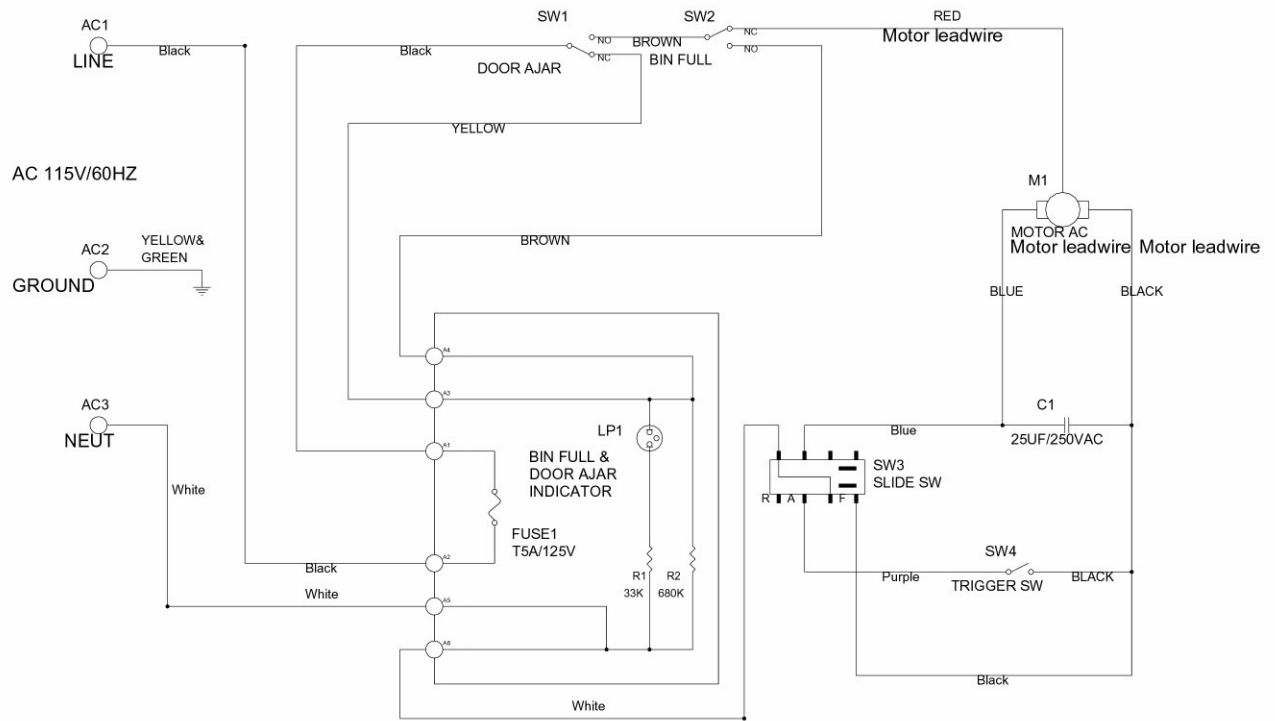 AC1
LINE
Black
SW1
NO
NC
DOOR AJAR
Black
BROWN
SW2
NC
NO
BIN FULL
RED
Motor leadwire
YELLOW
AC 115V/60HZ
AC2
GROUND
YELLOW&
GREEN
BROWN
M1
MOTOR AC
Motor leadwire
Motor leadwire
BLUE
BLACK
A4
A3
A1
A2
A5
A6
AC3
NEUT
White
LP1
BIN FULL &
DOOR AJAR
INDICATOR
FUSE1
T5A/125V
R1
33K
R2
680K
Black
White
White
C1
25UF/250VAC
Blue
SW3
SLIDE SW
R
A
F
SW4
TRIGGER SW
Purple
BLACK
Black